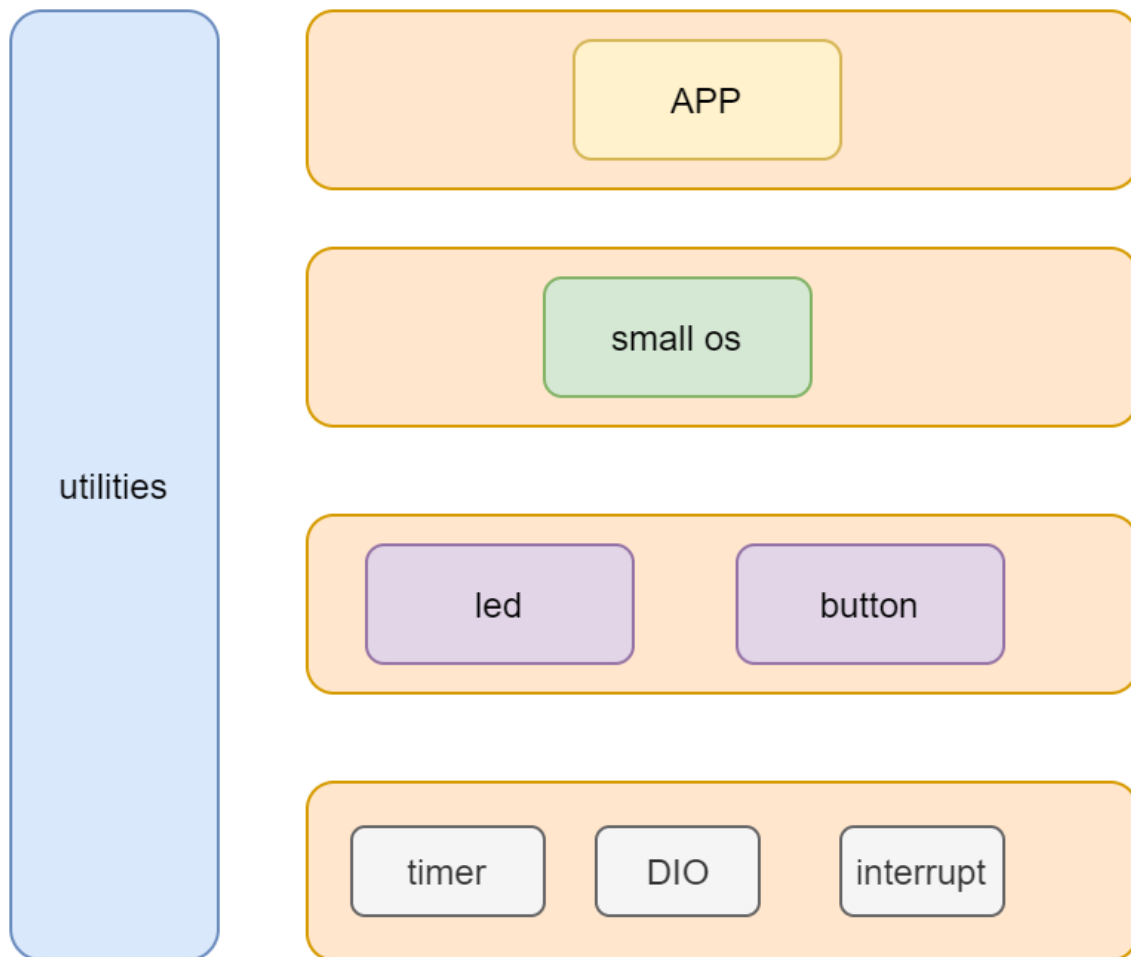 utilities
APP
small os
led
button
timer
DIO
interrupt